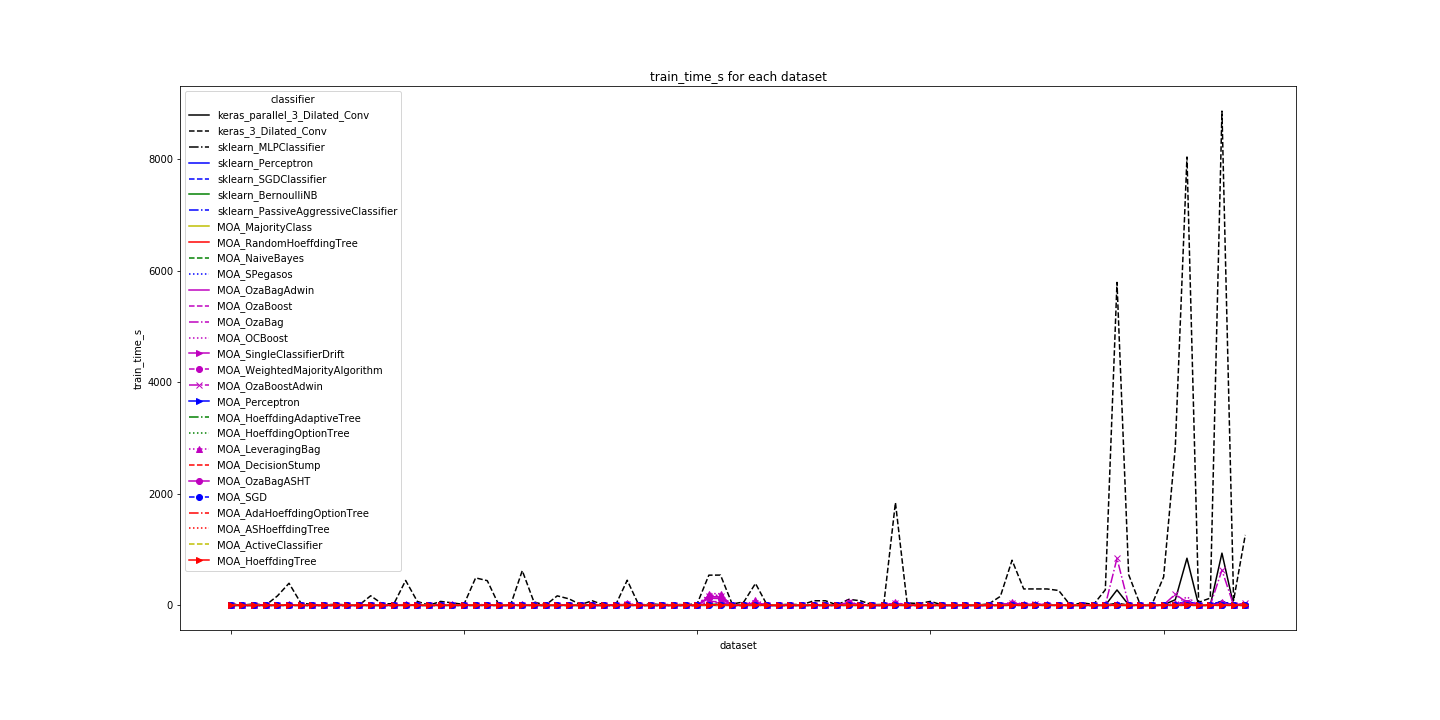 train_time_s for each dataset
classifier
keras_parallel_3_Dilated_Conv
keras_3_Dilated_Conv
sklearn_MLPClassifier
sklearn_Perceptron
sklearn_SGDClassifier
sklearn_BernoulliNB
sklearn_PassiveAggressiveClassifier
MOA_MajorityClass
MOA_RandomHoeffdingTree
MOA_NaiveBayes
MOA_SPegasos
MOA_OzaBagAdwin
MOA_OzaBoost
MOA_OzaBag
MOA_OCBoost
MOA_SingleClassifierDrift
MOA_WeightedMajorityAlgorithm
MOA_OzaBoostAdwin
MOA_Perceptron
MOA_HoeffdingAdaptiveTree
MOA_HoeffdingOptionTree
MOA_LeveragingBag
MOA_DecisionStump
MOA_OzaBagASHT
MOA_SGD
MOA_AdaHoeffdingOptionTree
MOA_ASHoeffdingTree
MOA_ActiveClassifier
MOA_HoeffdingTree
8000
6000
4000
2000
0
train_time_s
dataset